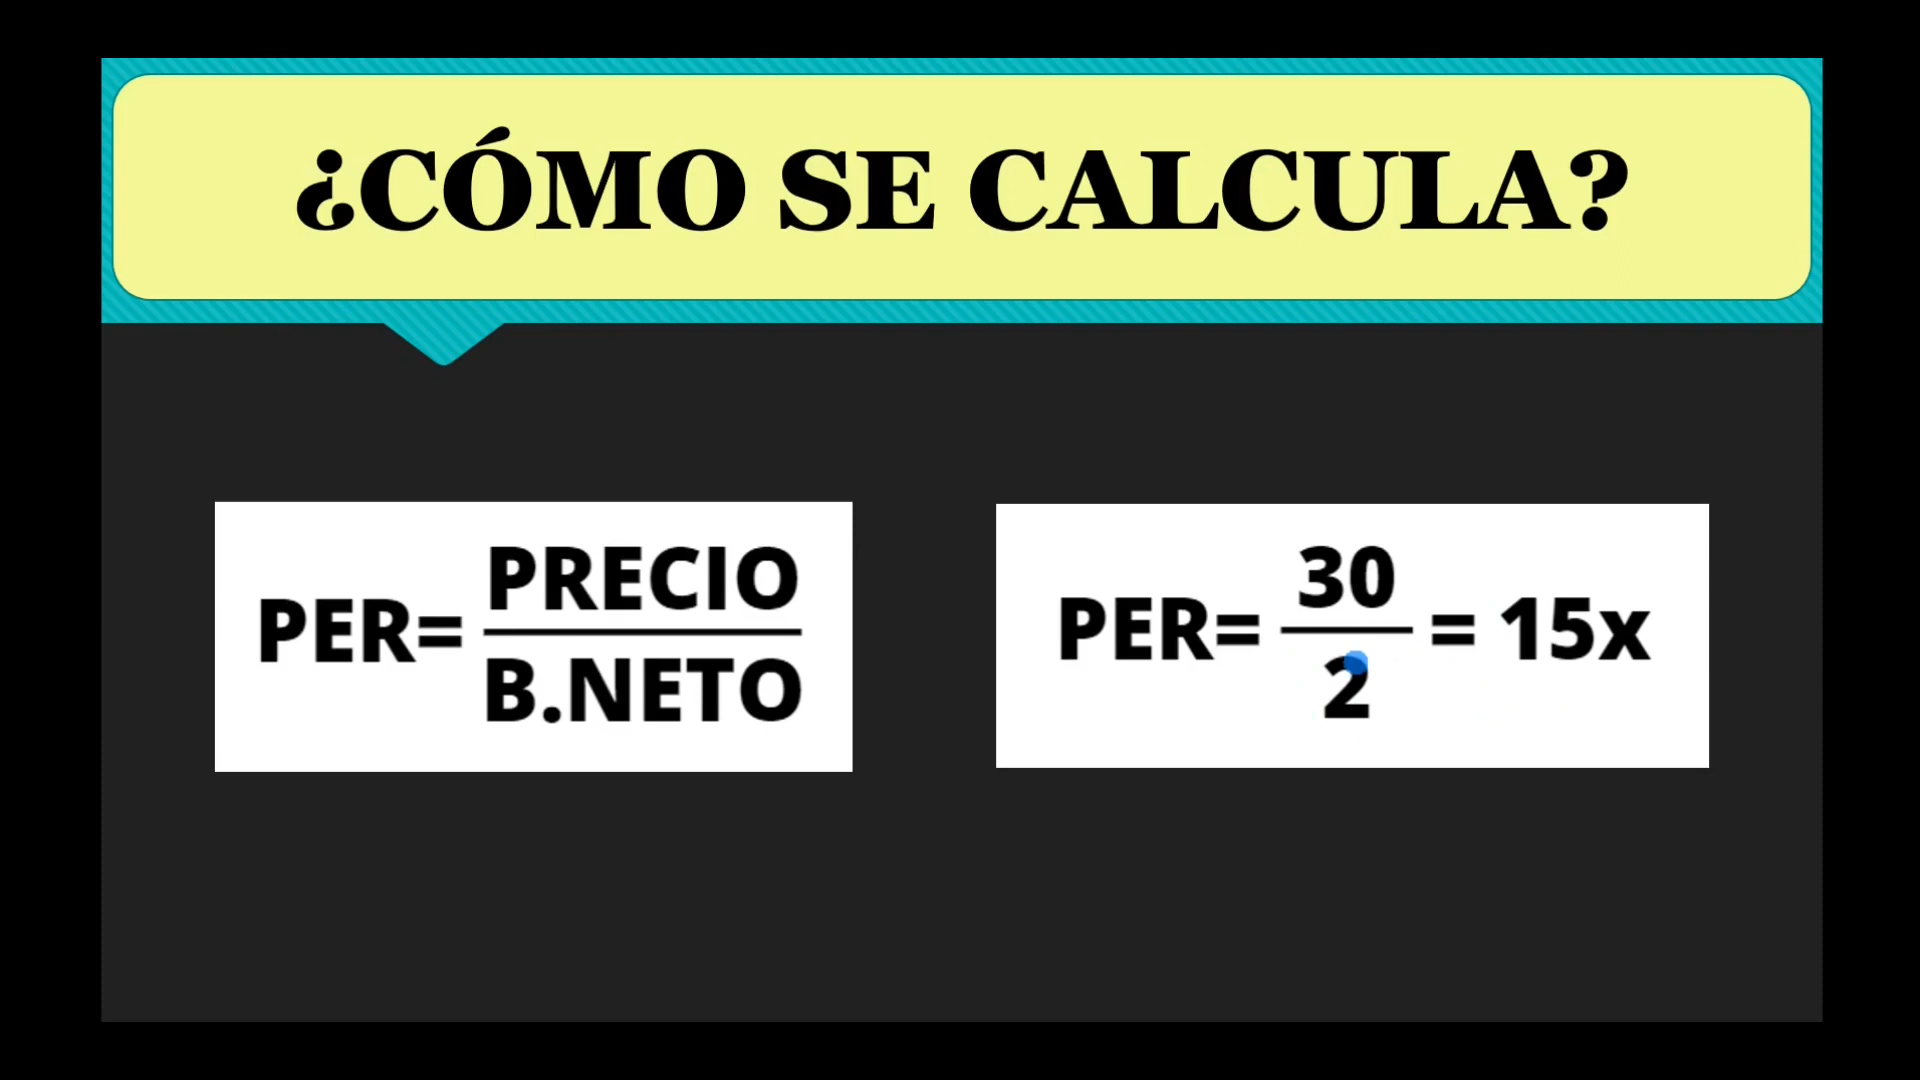 ¿CÓMO SE CALCULA?
PER= PRECIO
B.NETO
PER= 30
2
= 15x